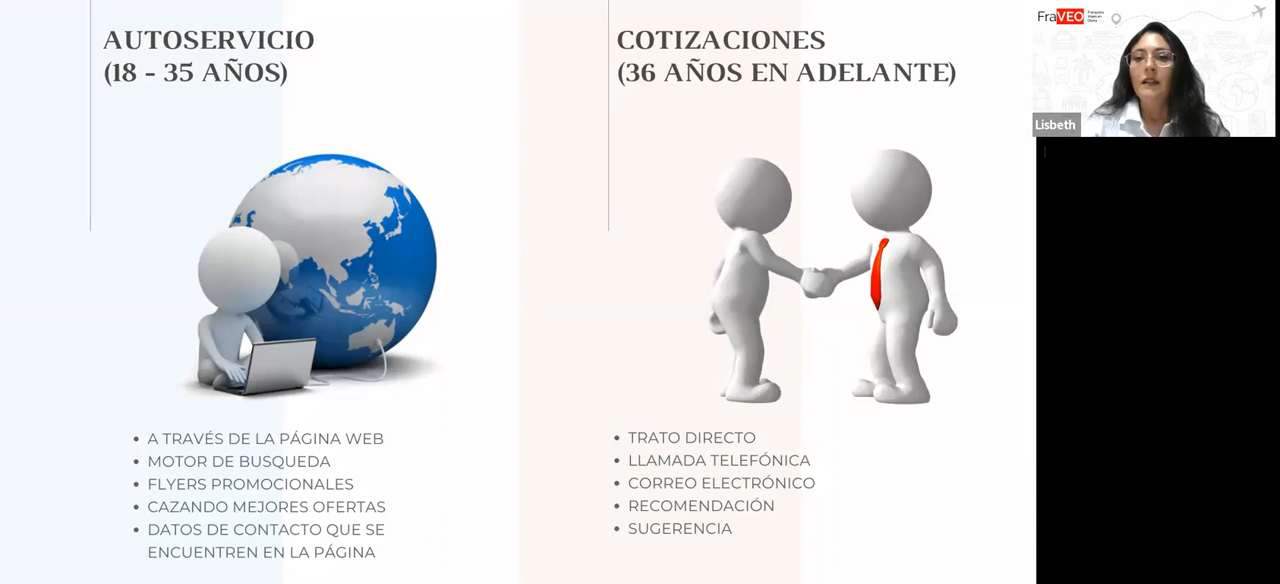 AUTOSERVICIO
(18 - 35 AÑOS)
A TRAVÉS DE LA PÁGINA WEB
MOTOR DE BUSQUEDA
FLYERS PROMOCIONALES
CAZANDO MEJORES OFERTAS
DATOS DE CONTACTO QUE SE
ENCUENTREN EN LA PÁGINA
COTIZACIONES
(36 AÑOS EN ADELANTE)
TRATO DIRECTO
LLAMADA TELEFÓNICA
CORREO ELECTRÓNICO
RECOMENDACIÓN
SUGERENCIA
FraVEO
Lisbeth